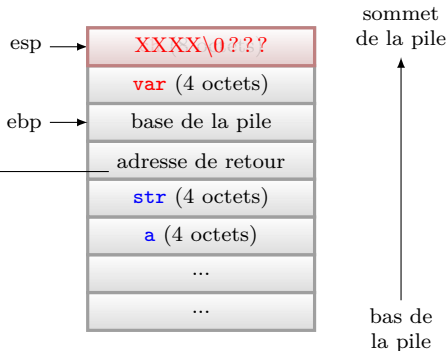 sommet
de la pile
esp
XXXX\0???
var (4 octets)
ebp
base de la pile
adresse de retour
str (4 octets)
a (4 octets)
...
...
bas de
la pile